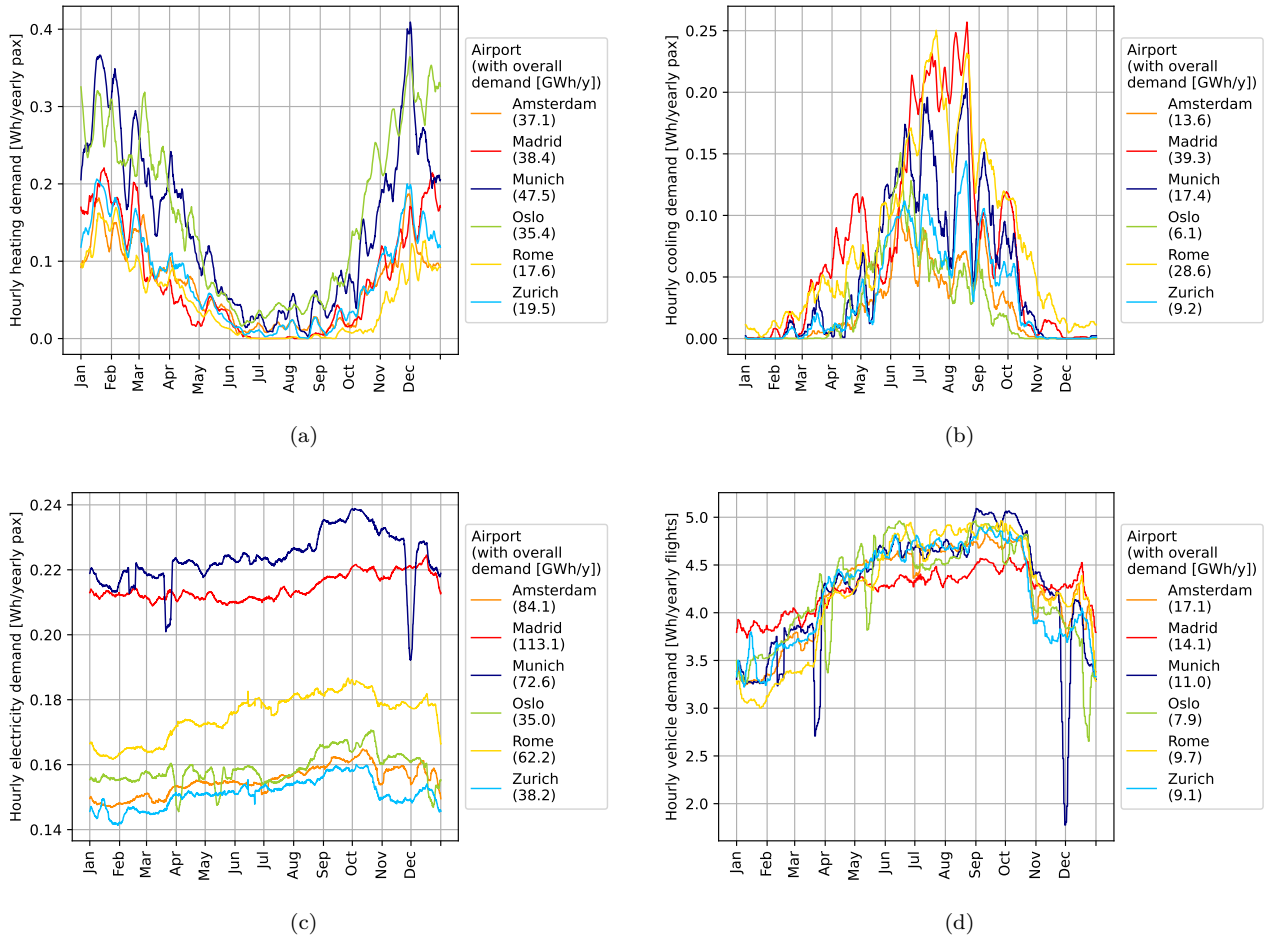 Hourly heating demand [Wh/yearly pax]
0.4
0.3
0.2
0.1
0.0
Jan
Feb
Mar
Apr
May
Jun
Jul
Aug
Sep
Oct
Nov
Dec
Airport
(with overall
demand [GWh/y])
Amsterdam
(37.1)
Madrid
(38.4)
Munich
(47.5)
Oslo
(35.4)
Rome
(17.6)
Zurich
(19.5)
(a)
Hourly cooling demand [Wh/yearly pax]
0.25
0.20
0.15
0.10
0.05
0.00
Jan
Feb
Mar
Apr
May
Jun
Jul
Aug
Sep
Oct
Nov
Dec
Airport
(with overall
demand [GWh/y])
Amsterdam
(13.6)
Madrid
(39.3)
Munich
(17.4)
Oslo
(6.1)
Rome
(28.6)
Zurich
(9.2)
(b)
Hourly electricity demand [Wh/yearly pax]
0.24
0.22
0.20
0.18
0.16
0.14
Jan
Feb
Mar
Apr
May
Jun
Jul
Aug
Sep
Oct
Nov
Dec
Airport
(with overall
demand [GWh/y])
Amsterdam
(84.1)
Madrid
(113.1)
Munich
(72.6)
Oslo
(35.0)
Rome
(62.2)
Zurich
(38.2)
(c)
Hourly vehicle demand [Wh/yearly flights]
5.0
4.5
4.0
3.5
3.0
2.5
2.0
Jan
Feb
Mar
Apr
May
Jun
Jul
Aug
Sep
Oct
Nov
Dec
Airport
(with overall
demand [GWh/y])
Amsterdam
(17.1)
Madrid
(14.1)
Munich
(11.0)
Oslo
(7.9)
Rome
(9.7)
Zurich
(9.1)
(d)